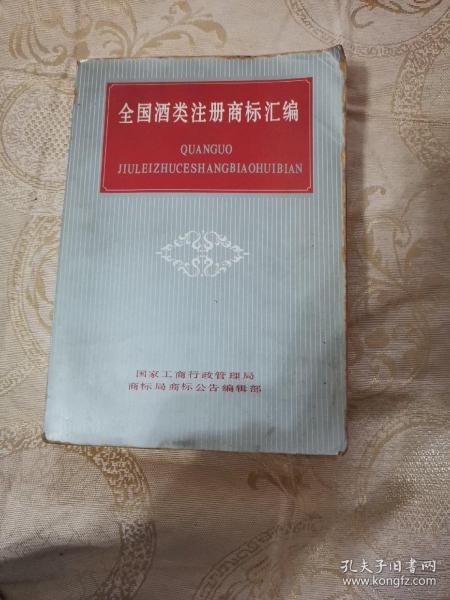 全国酒类注册商标汇编
QUANGUO
JIULEIZHUCESHANGBIAOHUIBIAN
国家工商行政管理局
商标局商标公告编辑部
孔夫子旧书网
www.kongfz.com